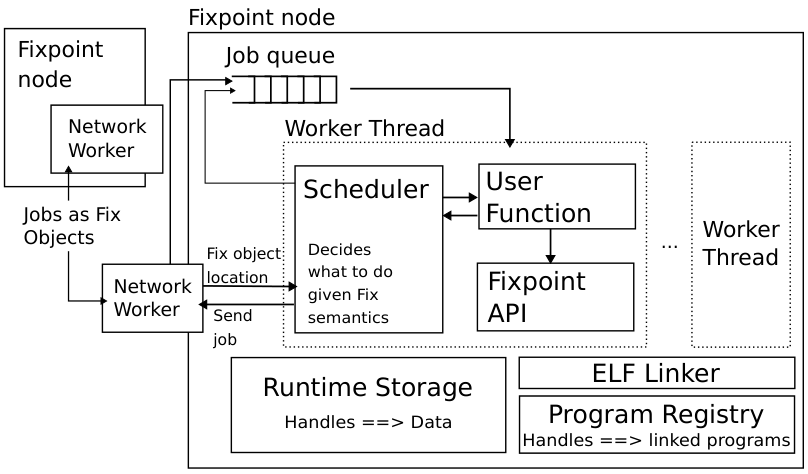 Fixpoint node
Fixpoint
node
Job queue
Network
Worker
Worker Thread
Scheduler
User
Function
Jobs as Fix
Objects
Decides
what to do
given Fix
semantics
Fix object
location
Network
Worker
Send
job
Fixpoint
API
...
Worker
Thread
Runtime Storage
Handles ==> Data
ELF Linker
Program Registry
Handles ==> linked programs